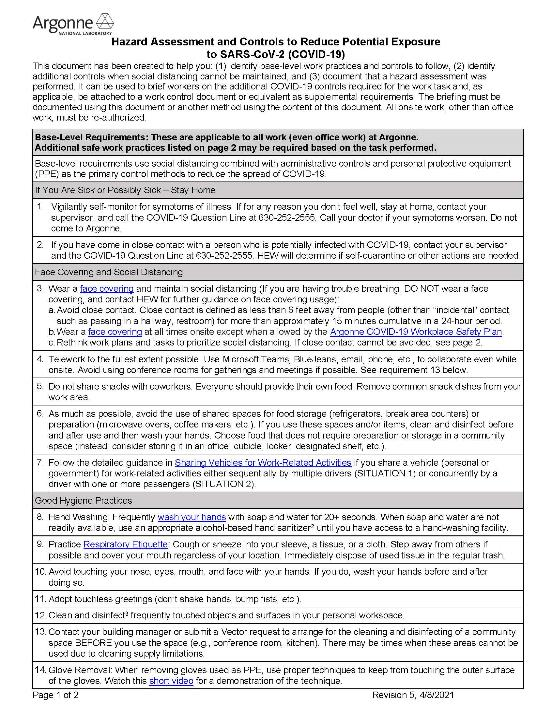 Argonne
NATIONAL LABORATORY
Hazard Assessment and Controls to Reduce Potential Exposure
to SARS-CoV-2 (COVID-19)
This document has been created to help you: (1) identify base-level work practices and controls to follow, (2) identify
additional controls when social distancing cannot be maintained, and (3) document that a hazard assessment was
performed. It can be used to brief workers on the additional COVID-19 controls required for the work task and, as
applicable, be attached to a work control document or equivalent as supplemental requirements. The briefing must be
documented using this document or another method using the content of this document. All onsite work, other than office
work, must be re-authorized.
Base-Level Requirements: These are applicable to all work (even office work) at Argonne.
Additional safe work practices listed on page 2 may be required based on the task performed.
Base-level requirements use social distancing combined with administrative controls and personal protective equipment
(PPE) as the primary control methods to reduce the spread of COVID-19.
If You Are Sick or Possibly Sick – Stay Home
1. Vigilantly self-monitor for symptoms of illness. If for any reason you don't feel well, stay at home, contact your
supervisor, and call the COVID-19 Question Line at 630-252-2555. Call your doctor if your symptoms worsen. Do not
come to Argonne.
2. If you have come in close contact with a person who is potentially infected with COVID-19, contact your supervisor
and the COVID-19 Question Line at 630-252-2555. HEW will determine if self-quarantine or other actions are needed.
Face Covering and Social Distancing
3. Wear a face covering and maintain social distancing (If you are having trouble breathing, DO NOT wear a face
covering, and contact HEW for further guidance on face covering usage):
a. Avoid close contact. Close contact is defined as less than 6 feet away from people (other than "incidental" contact
such as passing in a hallway, restroom) for more than approximately 15 minutes cumulative in a 24-hour period.
b. Wear a face covering at all times onsite except when allowed by the Argonne COVID-19 Workplace Safety Plan.
c. Rethink work plans and tasks to prioritize social distancing. If close contact cannot be avoided, see page 2.
4. Telework to the fullest extent possible. Use Microsoft Teams, BlueJeans, email, phone, etc., to collaborate even while
onsite. Avoid using conference rooms for gatherings and meetings if possible. See requirement 13 below.
5. Do not share snacks with coworkers. Everyone should provide their own food. Remove common snack dishes from your
work area.
6. As much as possible, avoid the use of shared spaces for food storage (refrigerators, break area counters) or
preparation (microwave ovens, coffee makers, etc.). If you use these spaces and/or items, clean and disinfect before
and after use and then wash your hands. Choose food that does not require preparation or storage in a community
space (instead, consider storing it in an office, cubicle, locker, designated shelf, etc.).
7. Follow the detailed guidance in Sharing Vehicles for Work-Related Activities if you share a vehicle (personal or
government) for work-related activities either sequentially by multiple drivers (SITUATION 1) or concurrently by a
driver with one or more passengers (SITUATION 2).
Good Hygiene Practices
8. Hand Washing: Frequently wash your hands with soap and water for 20+ seconds. When soap and water are not
readily available, use an appropriate alcohol-based hand sanitizer² until you have access to a hand-washing facility.
9. Practice Respiratory Etiquette: Cough or sneeze into your sleeve, a tissue, or a cloth. Step away from others if
possible and cover your mouth regardless of your location. Immediately dispose of used tissue in the regular trash.
10. Avoid touching your nose, eyes, mouth, and face with your hands. If you do, wash your hands before and after
doing so.
11. Adopt touchless greetings (don't shake hands, bump fists, etc.).
12. Clean and disinfect² frequently touched objects and surfaces in your personal workspace.
13. Contact your building manager or submit a Vector request to arrange for the cleaning and disinfecting of a community
space BEFORE you use the space (e.g., conference room, kitchen). There may be times when these areas cannot be
used due to cleaning supply limitations.
14. Glove Removal: When removing gloves used as PPE, use proper techniques to keep from touching the outer surface
of the gloves. Watch this short video for a demonstration of the technique.
Page 1 of 2 Revision 5, 4/8/2021